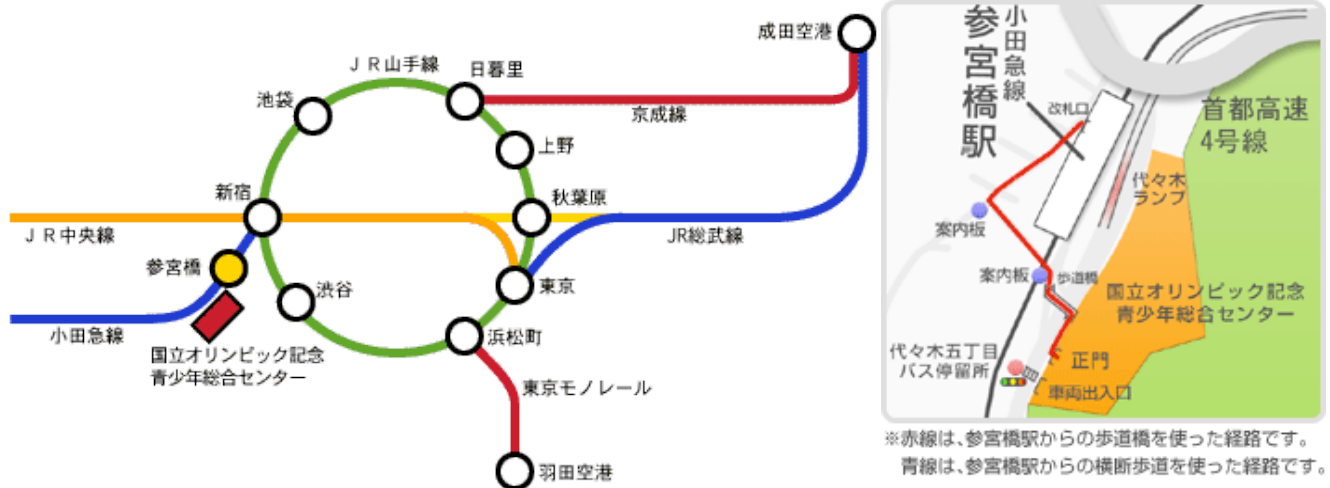 成田空港
JR山手線
日暮里
池袋
京成線
上野
新宿
秋葉原
JR中央線
JR総武線
参宮橋
渋谷
東京
小田急線
浜松町
国立オリンピック記念
青少年総合センター
東京モノレール
羽田空港
小田急線
参宮橋駅
改札口
首都高速
4号線
代々木
ランプ
案内板
案内板
歩道橋
国立オリンピック記念
青少年総合センター
代々木五丁目
バス停留所
正門
車両出入口
※赤線は、参宮橋駅からの歩道橋を使った経路です。
青線は、参宮橋駅からの横断歩道を使った経路です。